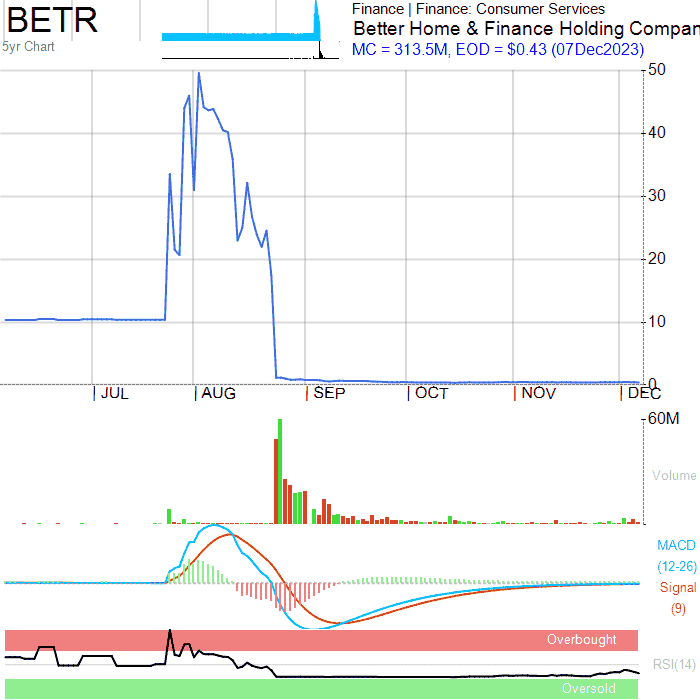 BETR
5yr Chart
Finance | Finance: Consumer Services
Better Home & Finance Holding Compan
MC = 313.5M, EOD = $0.43 (07Dec2023)
50
40
30
20
10
0
JUL AUG SEP OCT NOV DEC
60M
Volume
MACD
(12-26)
Signal
(9)
Overbought
RSI(14)
Oversold